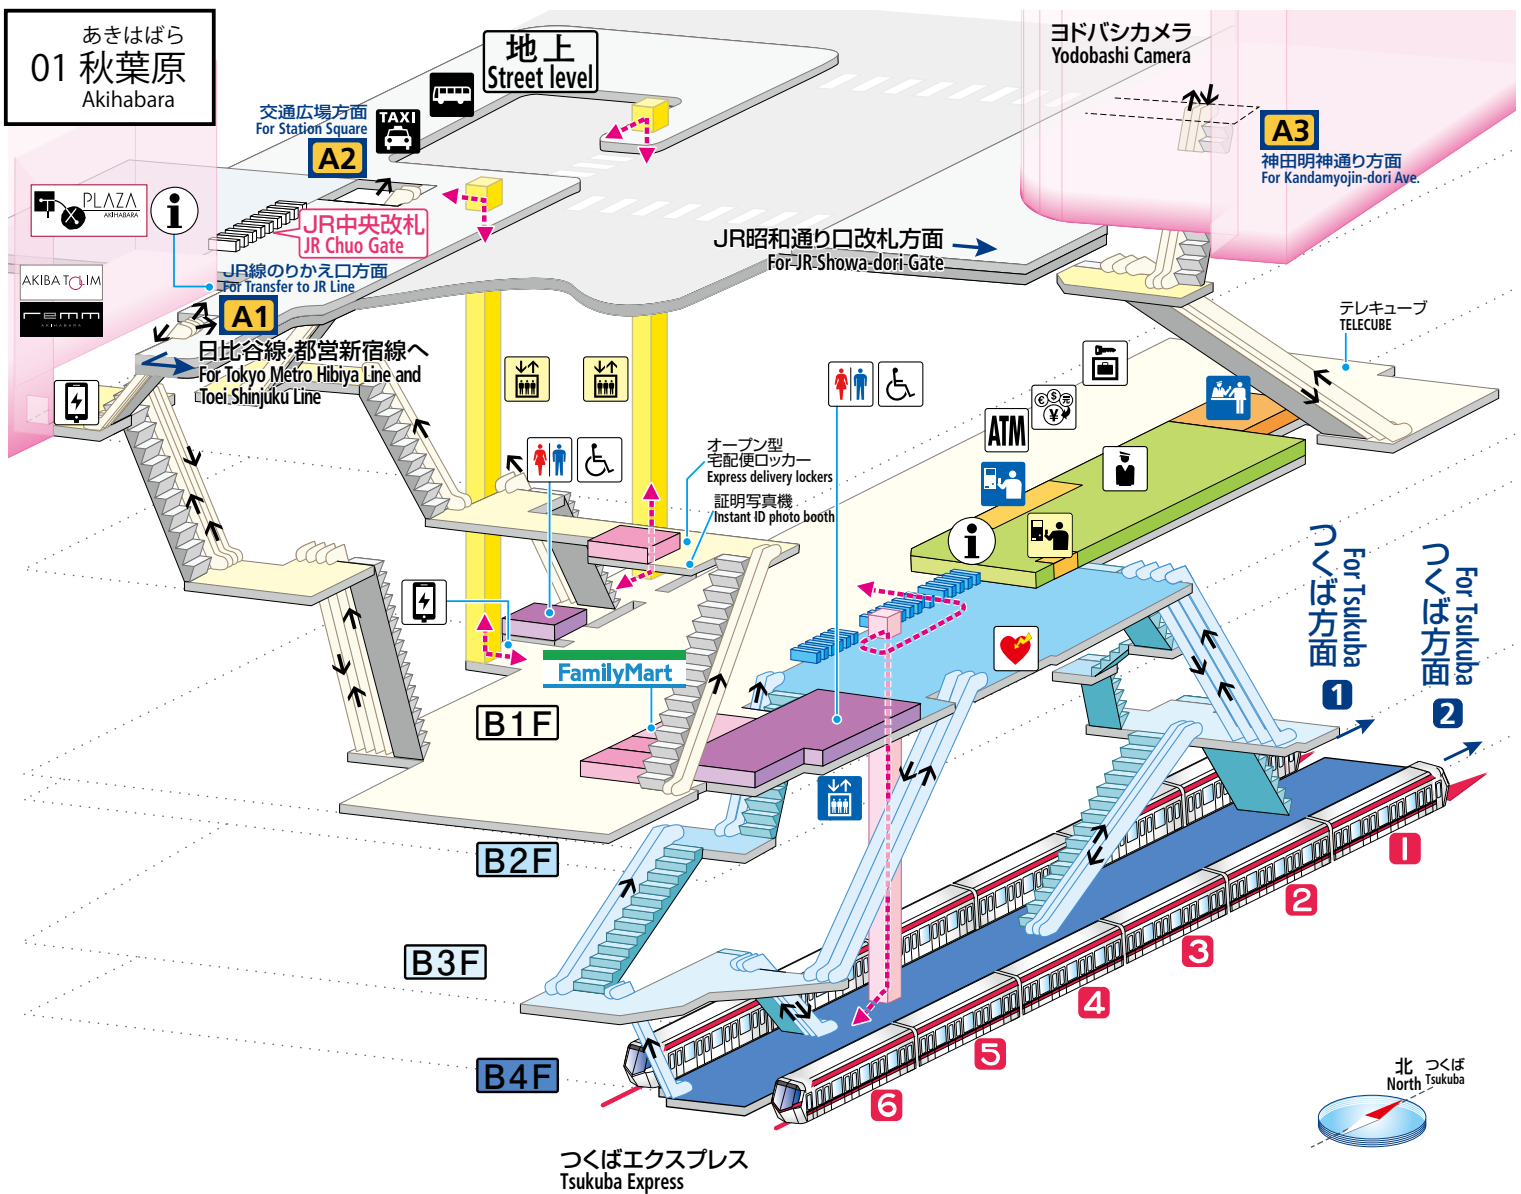 あきはばら
01 秋葉原
Akihabara
地上
Street level
ヨドバシカメラ
Yodobashi Camera
交通広場方面
For Station Square
A2
TAXI
A3
神田明神通り方面
For Kandamyojin-dori Ave.
PLAZA
AKIHABARA
i
JR中央改札
JR Chuo Gate
JR昭和通り口改札方面
For JR Showa-dori Gate
AKIBA TOLIM
remm
AKIHABARA
JR線のりかえ口方面
For Transfer to JR Line
A1
日比谷線・都営新宿線へ
For Tokyo Metro Hibiya Line and
Toei Shinjuku Line
テレキューブ
TELECUBE
オープン型
宅配便ロッカー
Express delivery lockers
証明写真機
Instant ID photo booth
ATM
€ $ 元
¥
i
FamilyMart
B1F
B2F
B3F
B4F
つくば方面
For Tsukuba
1
つくば方面
For Tsukuba
2
1
2
3
4
5
6
北
North
つくば
Tsukuba
つくばエクスプレス
Tsukuba Express